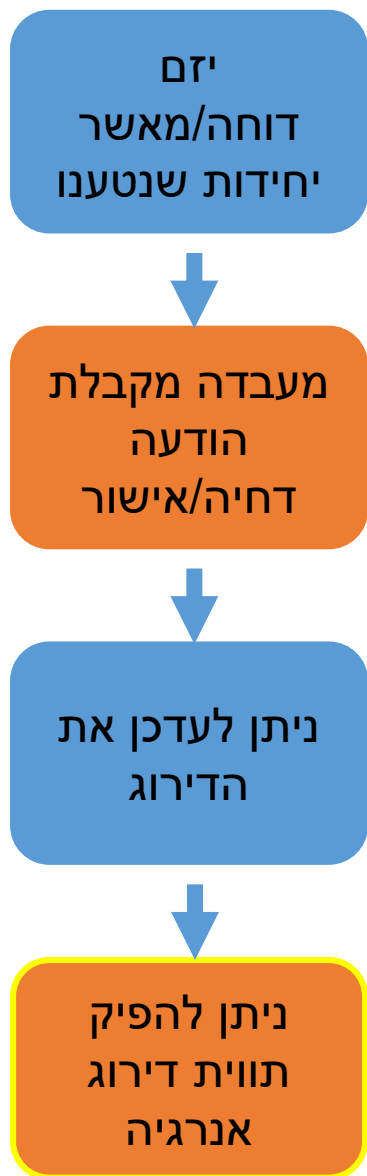 יזם
דוחה/מאשר
יחידות שנטענו
מעבדה מקבלת
הודעה
דחיה/אישור
ניתן לעדכן את
הדירוג
ניתן להפיק
תווית דירוג
אנרגיה